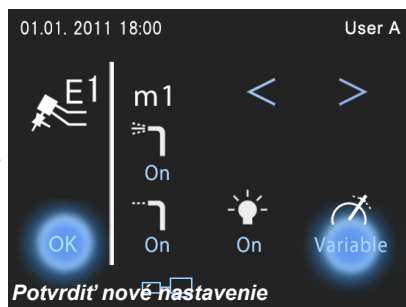 01.01. 2011 18:00 User A
E1 m1 < >
On
OK On On Variable
Potvrdiť nové nastavenie